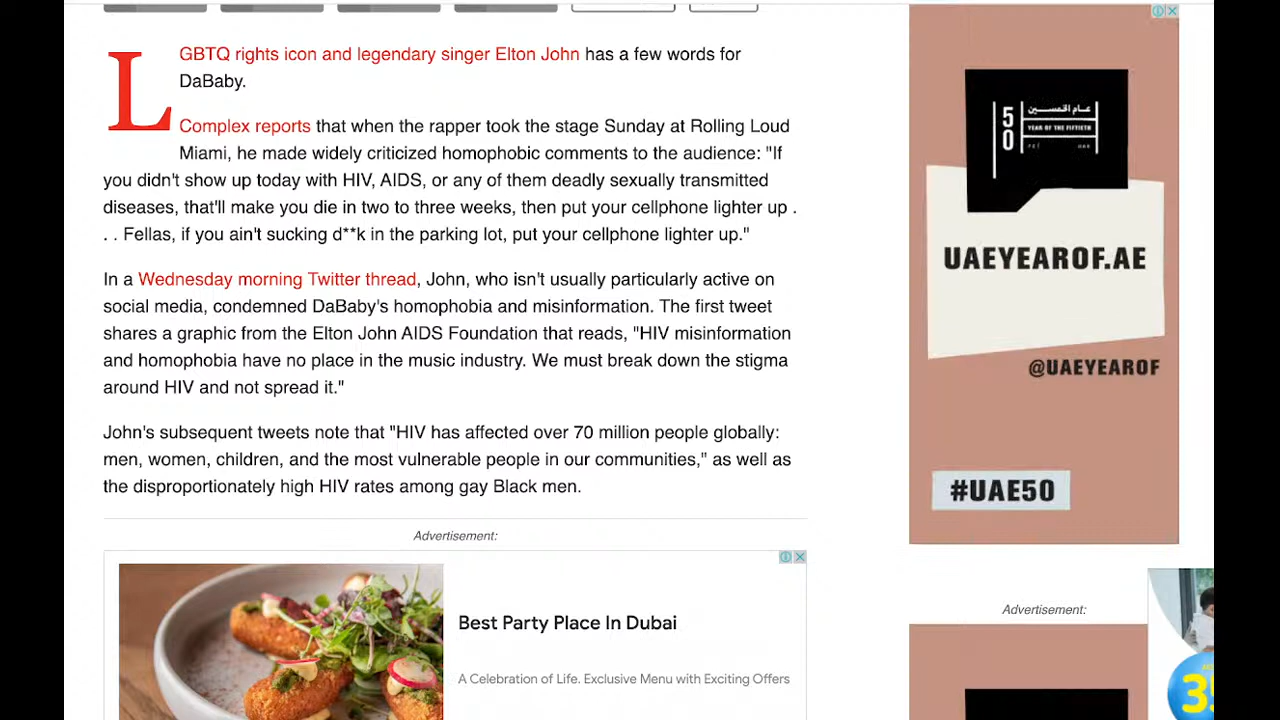 LGBTQ rights icon and legendary singer Elton John has a few words for
DaBaby.
Complex reports that when the rapper took the stage Sunday at Rolling Loud
Miami, he made widely criticized homophobic comments to the audience: "If
you didn't show up today with HIV, AIDS, or any of them deadly sexually transmitted
diseases, that'll make you die in two to three weeks, then put your cellphone lighter up .
. . Fellas, if you ain't sucking d**k in the parking lot, put your cellphone lighter up."
In a Wednesday morning Twitter thread, John, who isn't usually particularly active on
social media, condemned DaBaby's homophobia and misinformation. The first tweet
shares a graphic from the Elton John AIDS Foundation that reads, "HIV misinformation
and homophobia have no place in the music industry. We must break down the stigma
around HIV and not spread it."
John's subsequent tweets note that "HIV has affected over 70 million people globally:
men, women, children, and the most vulnerable people in our communities," as well as
the disproportionately high HIV rates among gay Black men.
Advertisement:
Best Party Place In Dubai
A Celebration of Life. Exclusive Menu with Exciting Offers
50
عام الخمسين
YEAR OF THE FIFTIETH
UAEYEAROF.AE
@UAEYEAROF
#UAE50
Advertisement: